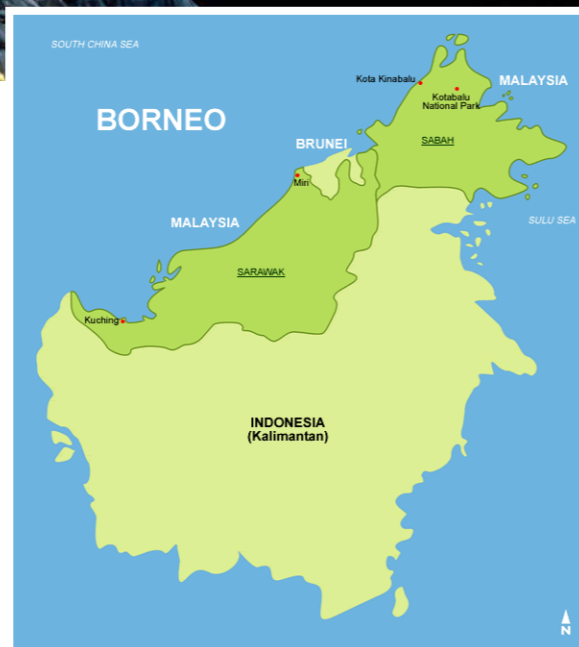 SOUTH CHINA SEA
Kota Kinabalu
MALAYSIA
Kotabalu
National Park
BORNEO
BRUNEI
SABAH
Miri
MALAYSIA
SULU SEA
SARAWAK
Kuching
INDONESIA
(Kalimantan)
N